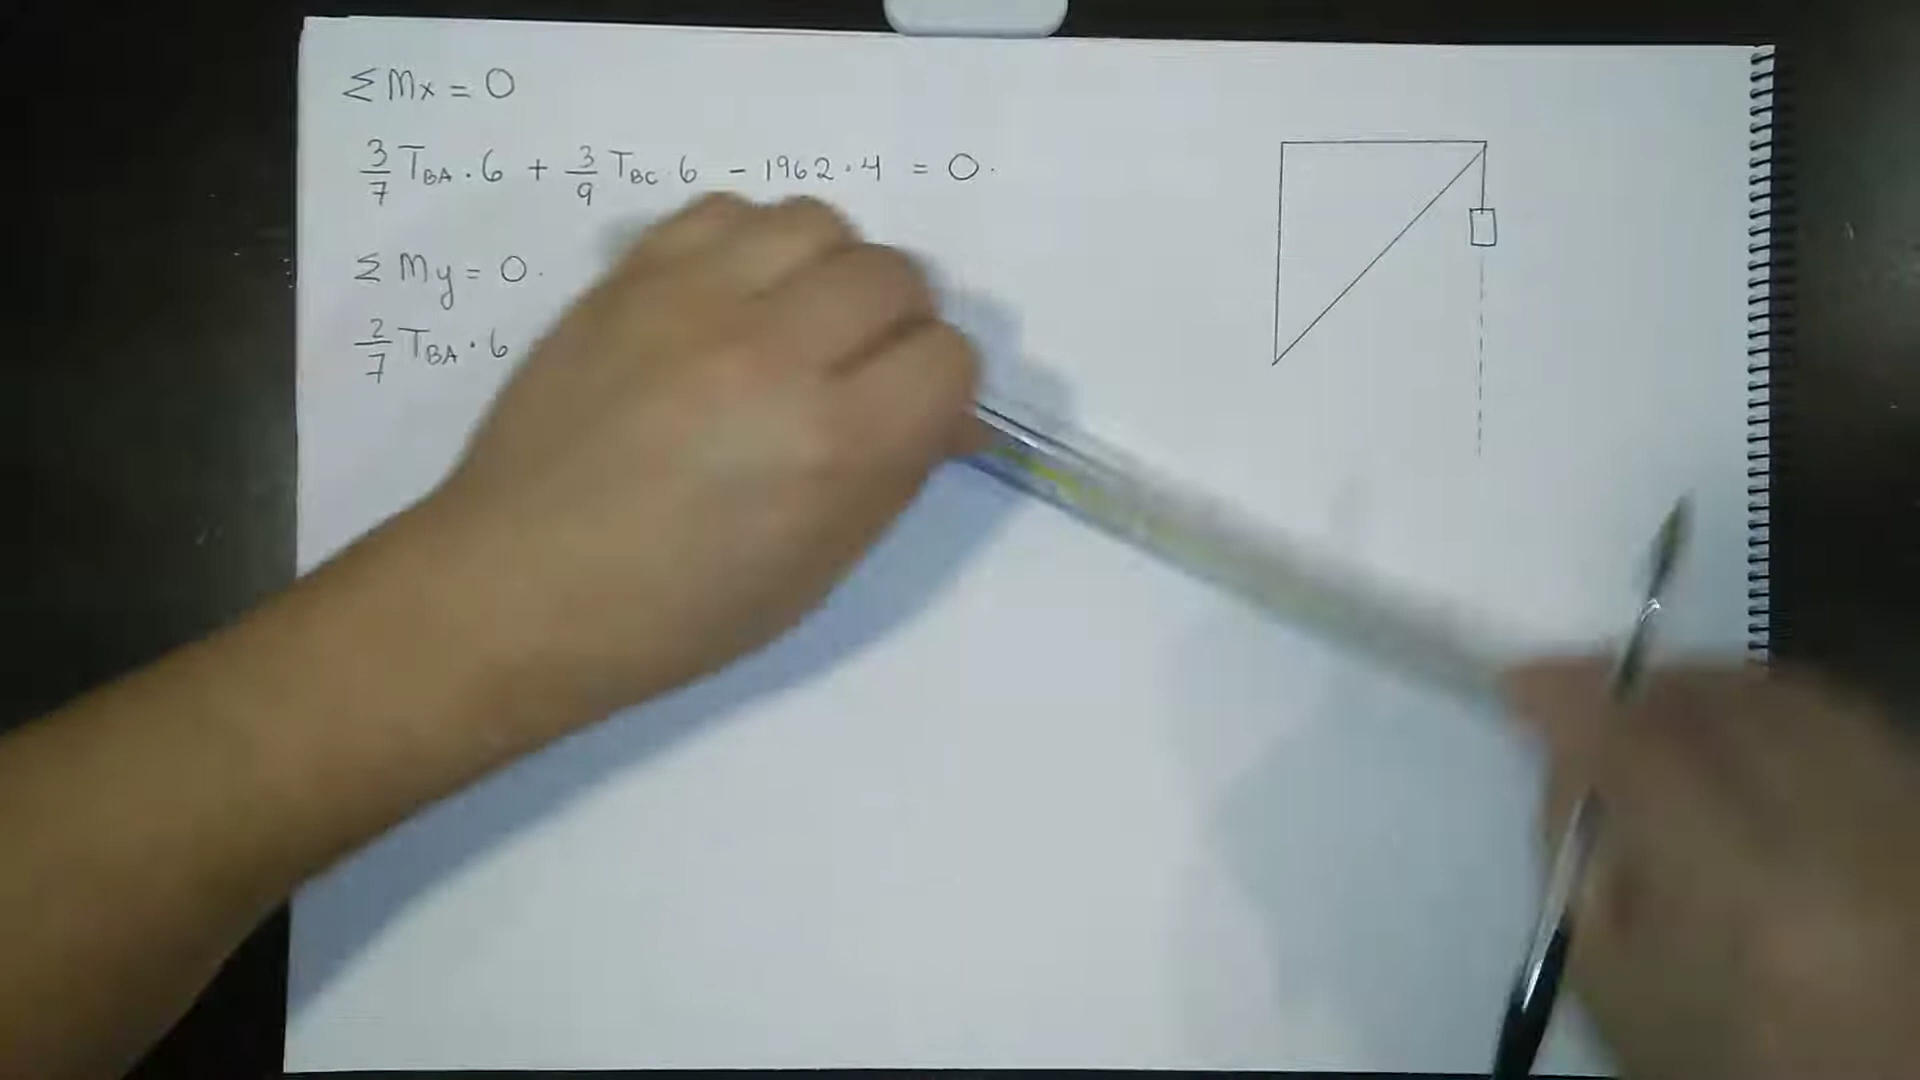 ΣMx = 0
3/7 TBA · 6 + 3/9 TBC · 6 - 1962 · 4 = 0.
ΣMy = 0.
2/7 TBA · 6